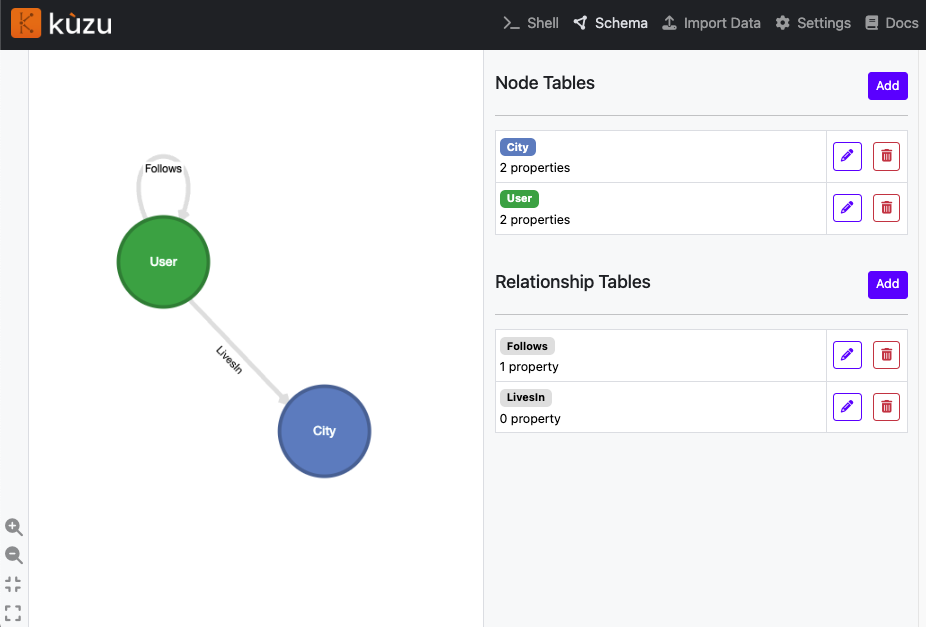 kùzu
Shell
Schema
Import Data
Settings
Docs
Follows
User
LivesIn
City
Node Tables
Add
City
2 properties
User
2 properties
Relationship Tables
Add
Follows
1 property
LivesIn
0 property